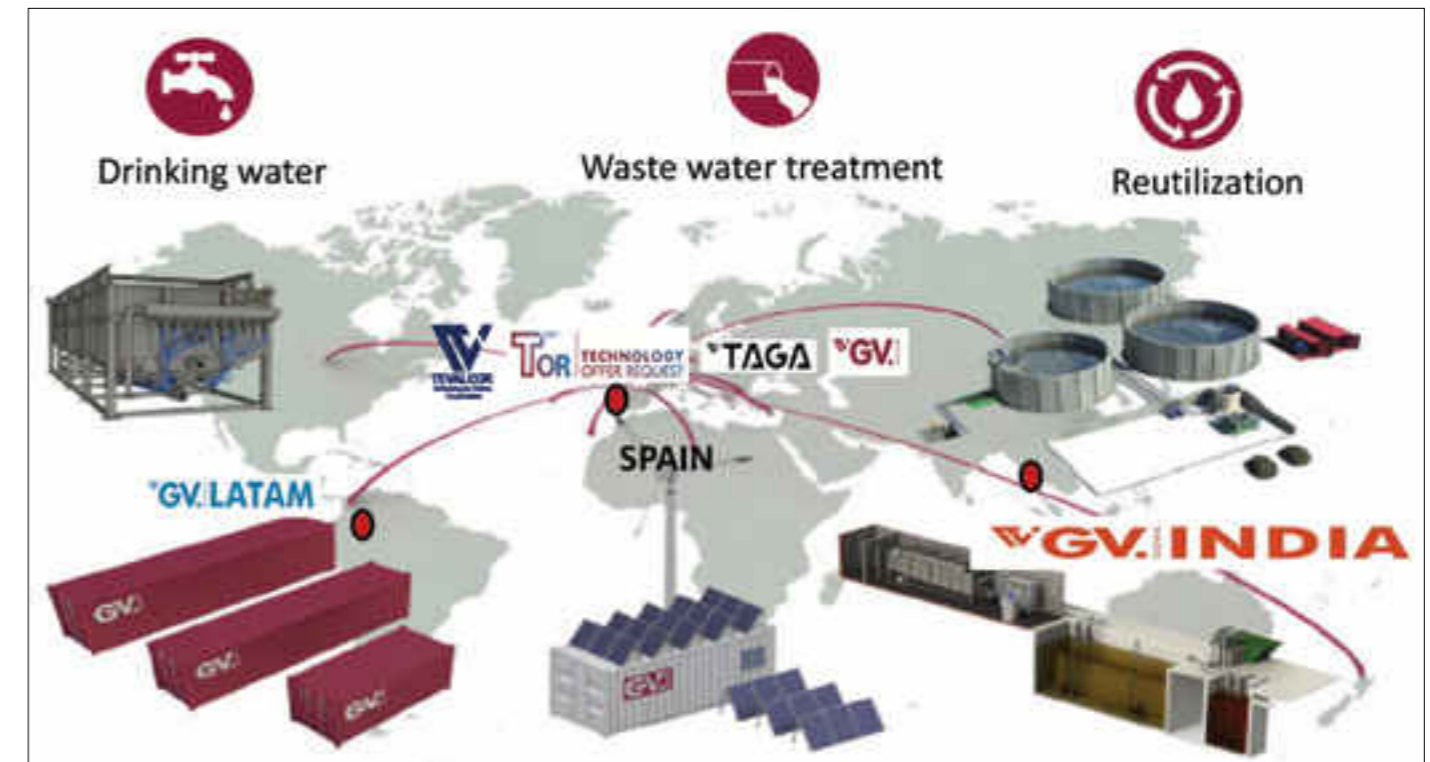 Drinking water
Waste water treatment
Reutilization
TOR
TECHNOLOGY
OFFER REQUEST
TAGA
GV.
SPAIN
GV. LATAM
GV. INDIA
GV.
GV.
GV.
GV.